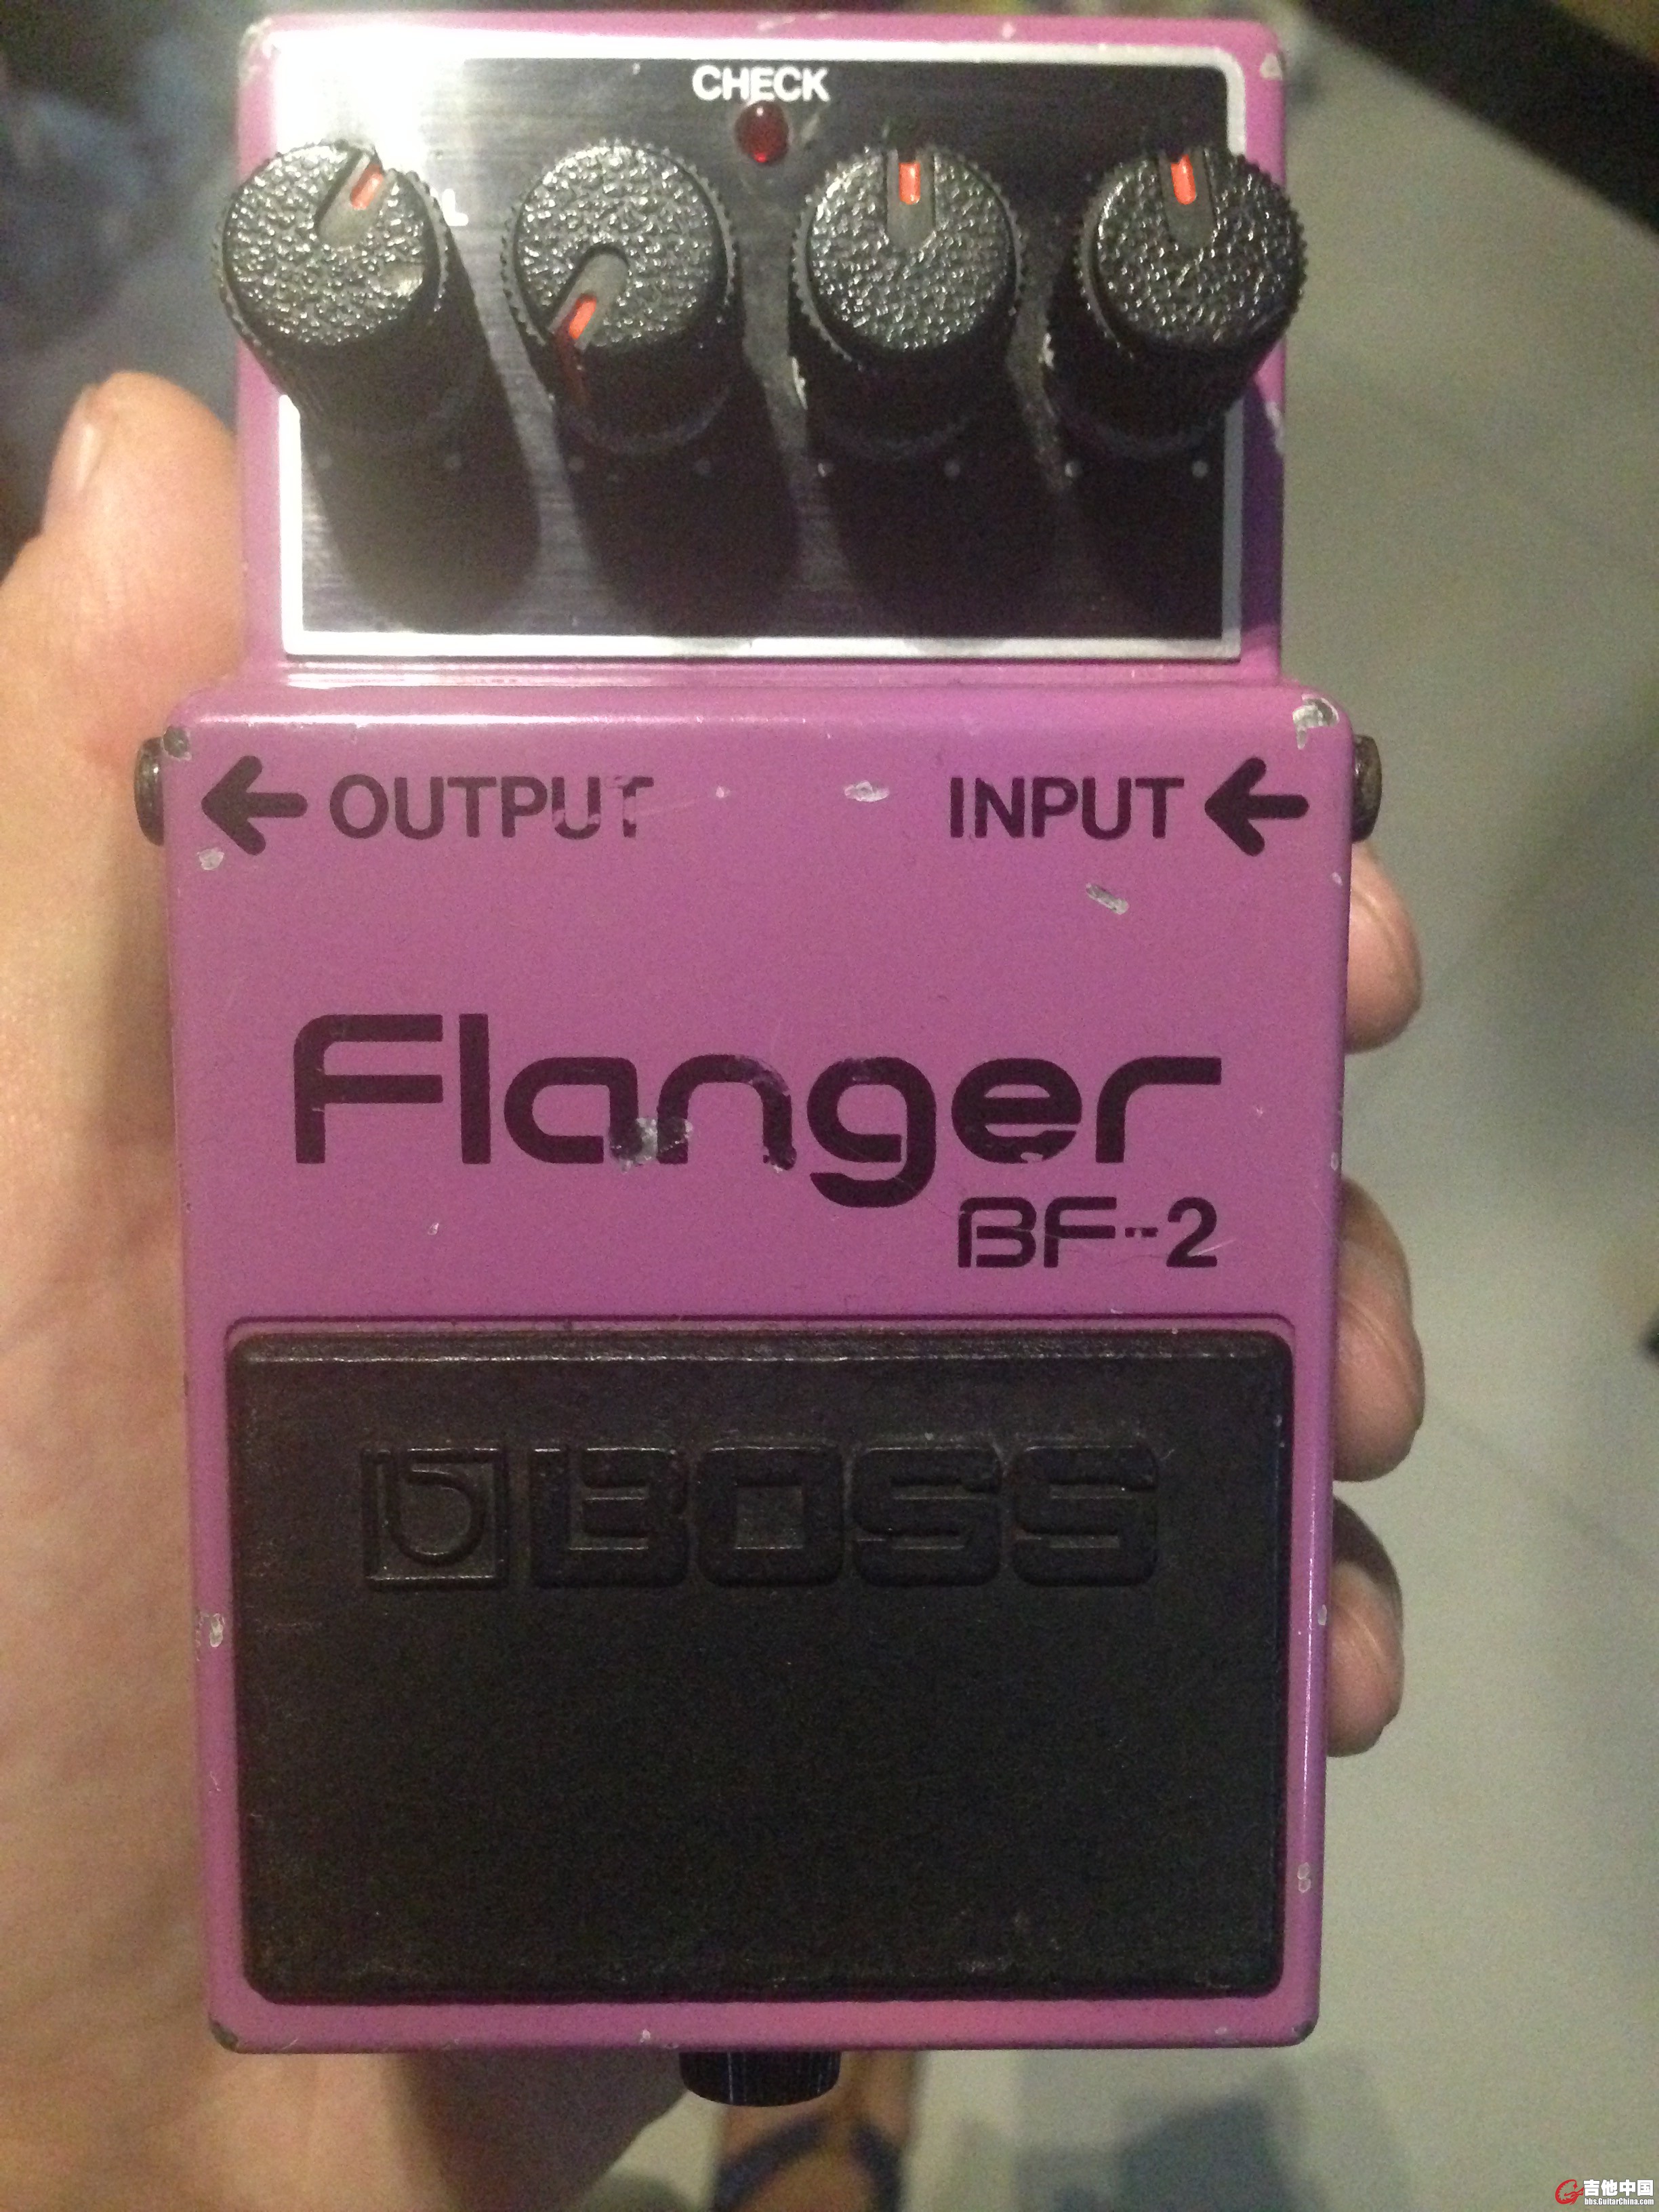 CHECK
L
OUTPUT INPUT
Flanger
BF-2
BOSS
吉他中国
bbs.GuitarChina.com